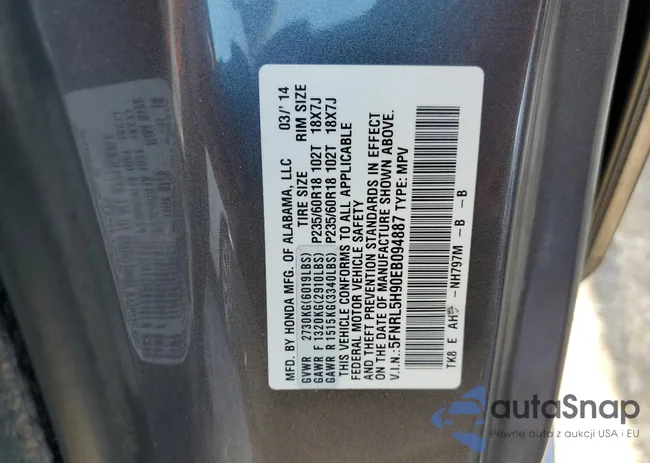 MFD. BY HONDA MFG. OF ALABAMA, LLC 03/'14
TIRE SIZE RIM SIZE
GVWR 2730KG(6019LBS)
GAWR F 1320KG(2910LBS) P235/60R18 102T 18X7J
GAWR R 1515KG(3340LBS) P235/60R18 102T 18X7J
THIS VEHICLE CONFORMS TO ALL APPLICABLE
FEDERAL MOTOR VEHICLE SAFETY
AND THEFT PREVENTION STANDARDS IN EFFECT
ON THE DATE OF MANUFACTURE SHOWN ABOVE.
V.I.N.: 5FNRL5H90EB094887 TYPE: MPV
TK8 E NH797M -B -B
autaSnap
Pewne auta z aukcji USA i EU